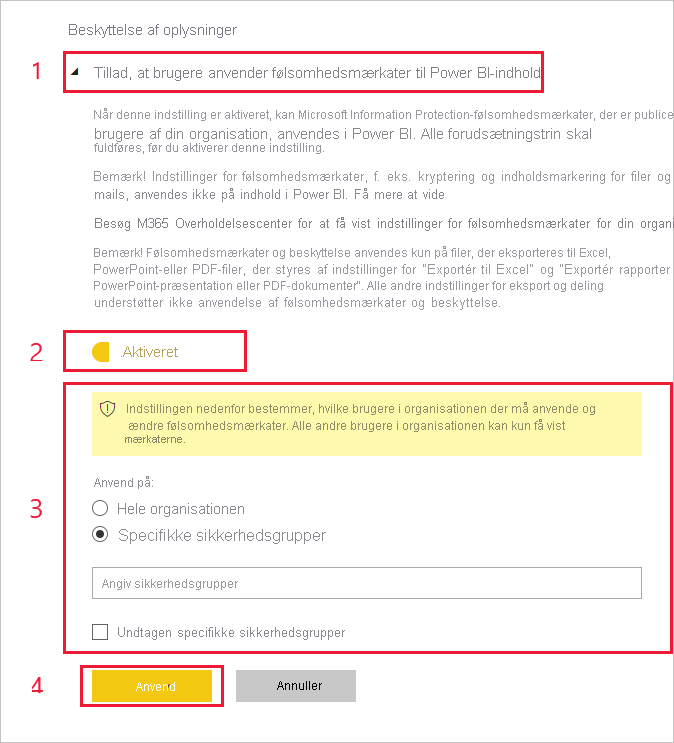 Beskyttelse af oplysninger
1
Tillad, at brugere anvender følsomhedsmærkater til Power BI-indhold
Når denne indstilling er aktiveret, kan Microsoft Information Protection-følsomhedsmærkater, der er publice
brugere af din organisation, anvendes i Power BI. Alle forudsætningstrin skal
fuldføres, før du aktiverer denne indstilling.
Bemærk! Indstillinger for følsomhedsmærkater, f. eks. kryptering og indholdsmarkering for filer og
mails, anvendes ikke på indhold i Power BI. Få mere at vide
Besøg M365 Overholdelsescenter for at få vist indstillinger for følsomhedsmærkater for din organi
Bemærk! Følsomhedsmærkater og beskyttelse anvendes kun på filer, der eksporteres til Excel,
PowerPoint-eller PDF-filer, der styres af indstillinger for "Exportér til Excel" og "Exportér rapporter
PowerPoint-præsentation eller PDF-dokumenter". Alle andre indstillinger for eksport og deling
understøtter ikke anvendelse af følsomhedsmærkater og beskyttelse.
2
.Aktiveret
Indstillingen nedenfor bestemmer, hvilke brugere i organisationen der må anvende og
ændre følsomhedsmærkater. Alle andre brugere i organisationen kan kun få vist
mærkaterne.
Anvend på:
3
Hele organisationen
Specifikke sikkerhedsgrupper
Angiv sikkerhedsgrupper
Undtagen specifikke sikkerhedsgrupper
4
Anvend
Annuller